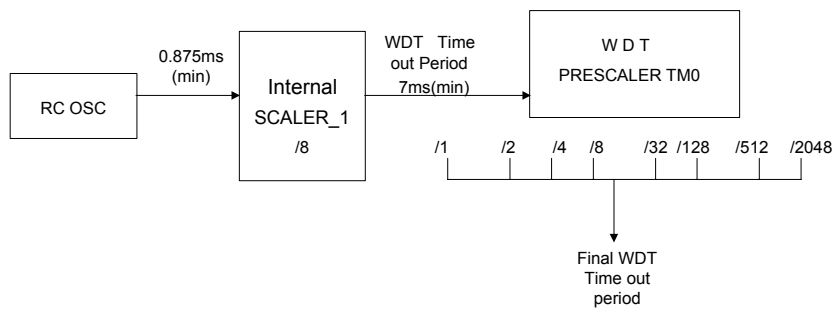 RC OSC
0.875ms
(min)
Internal
SCALER_1
/8
WDT Time
out Period
7ms(min)
W D T
PRESCALER TM0
/1 /2 /4 /8 /32 /128 /512 /2048
Final WDT
Time out
period